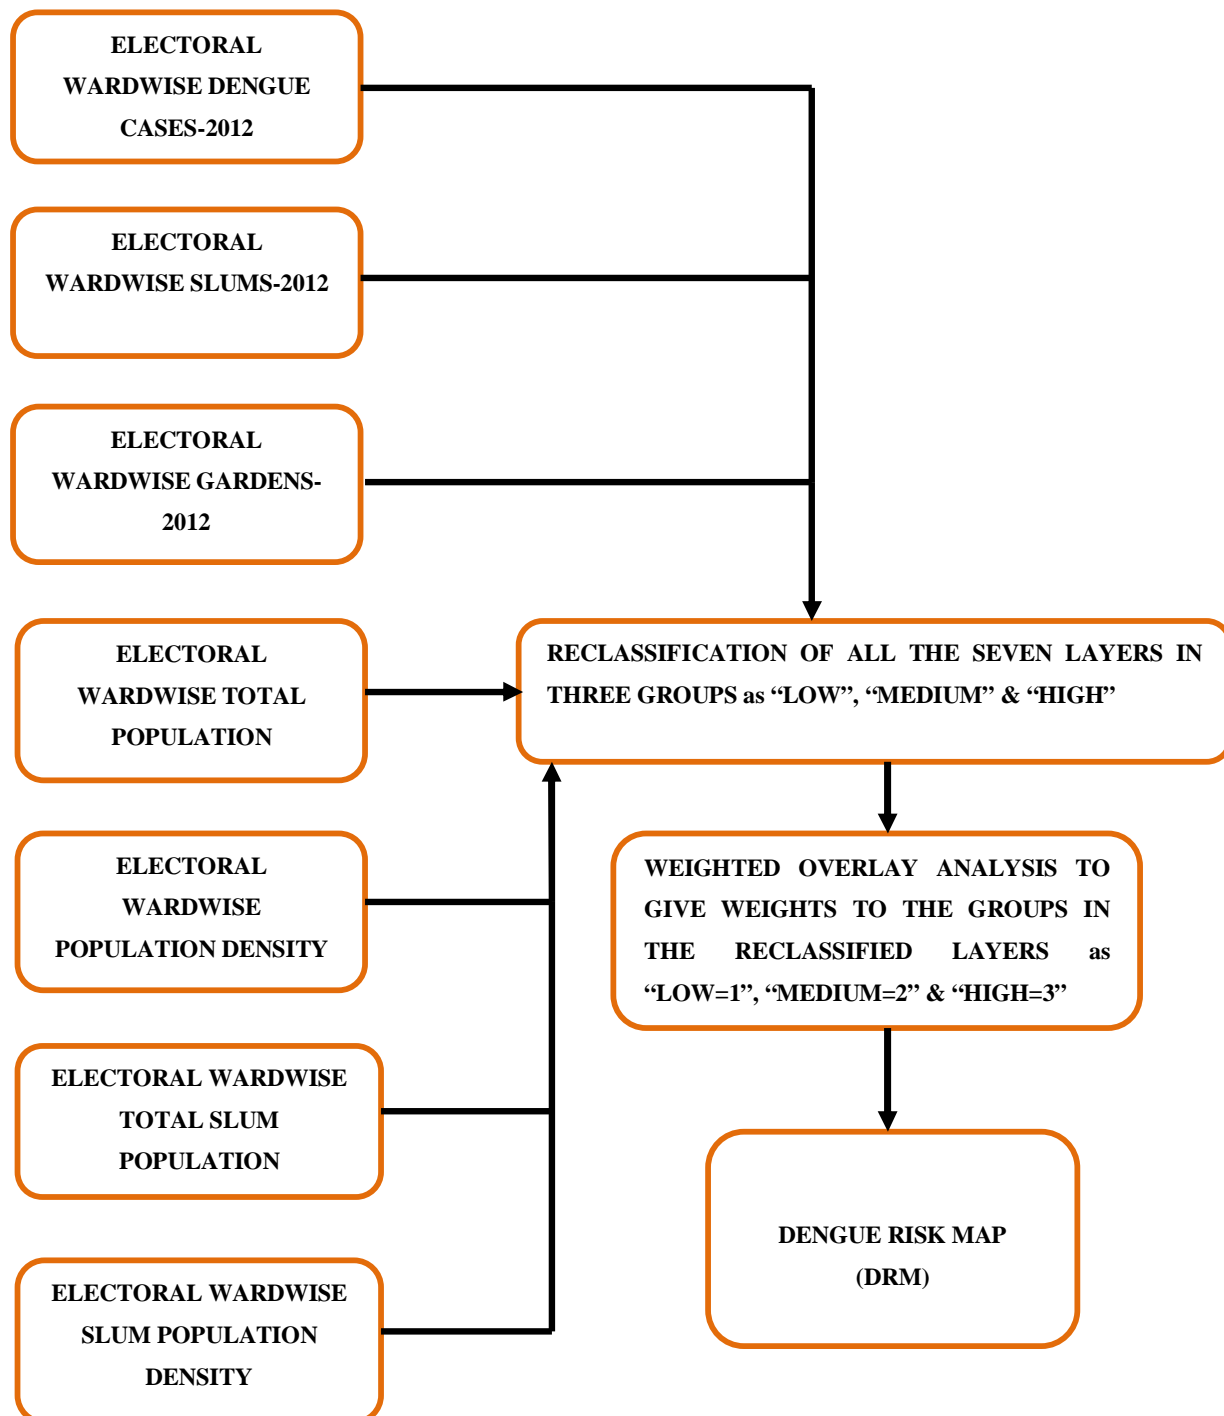 ELECTORAL
WARDWISE DENGUE
CASES-2012
ELECTORAL
WARDWISE SLUMS-2012
ELECTORAL
WARDWISE GARDENS-
2012
ELECTORAL
WARDWISE TOTAL
POPULATION
RECLASSIFICATION OF ALL THE SEVEN LAYERS IN
THREE GROUPS as “LOW”, “MEDIUM” & “HIGH”
ELECTORAL
WARDWISE
POPULATION DENSITY
WEIGHTED OVERLAY ANALYSIS TO
GIVE WEIGHTS TO THE GROUPS IN
THE RECLASSIFIED LAYERS as
“LOW=1”, “MEDIUM=2” & “HIGH=3”
ELECTORAL WARDWISE
TOTAL SLUM
POPULATION
DENGUE RISK MAP
(DRM)
ELECTORAL WARDWISE
SLUM POPULATION
DENSITY